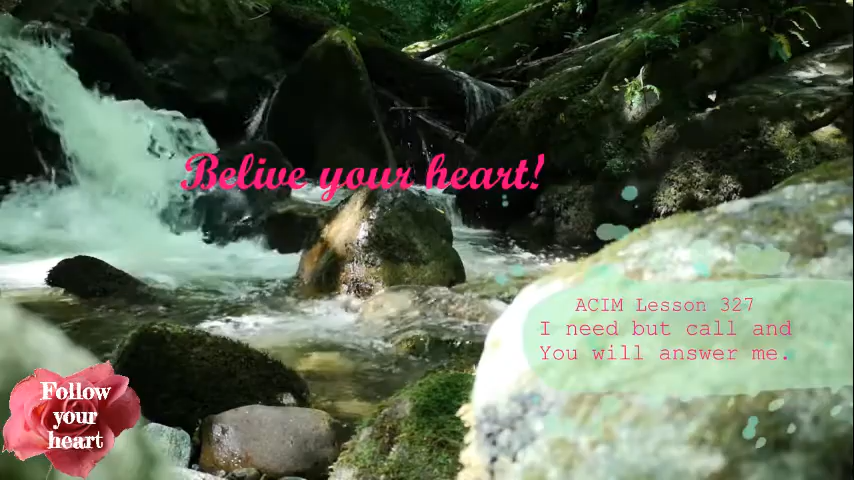 Belive your heart!
ACIM Lesson 327
I need but call and
You will answer me.
Follow
your
heart